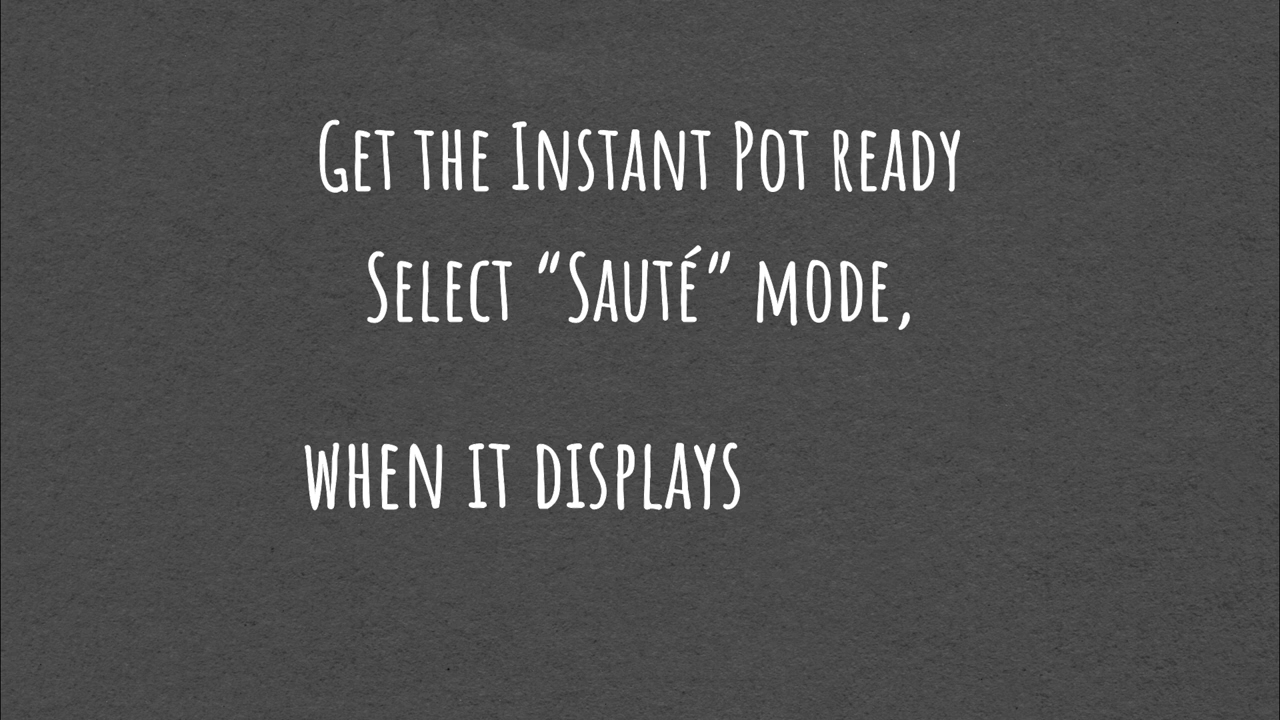 Get the Instant Pot ready
Select “Sauté” mode,
when it displays